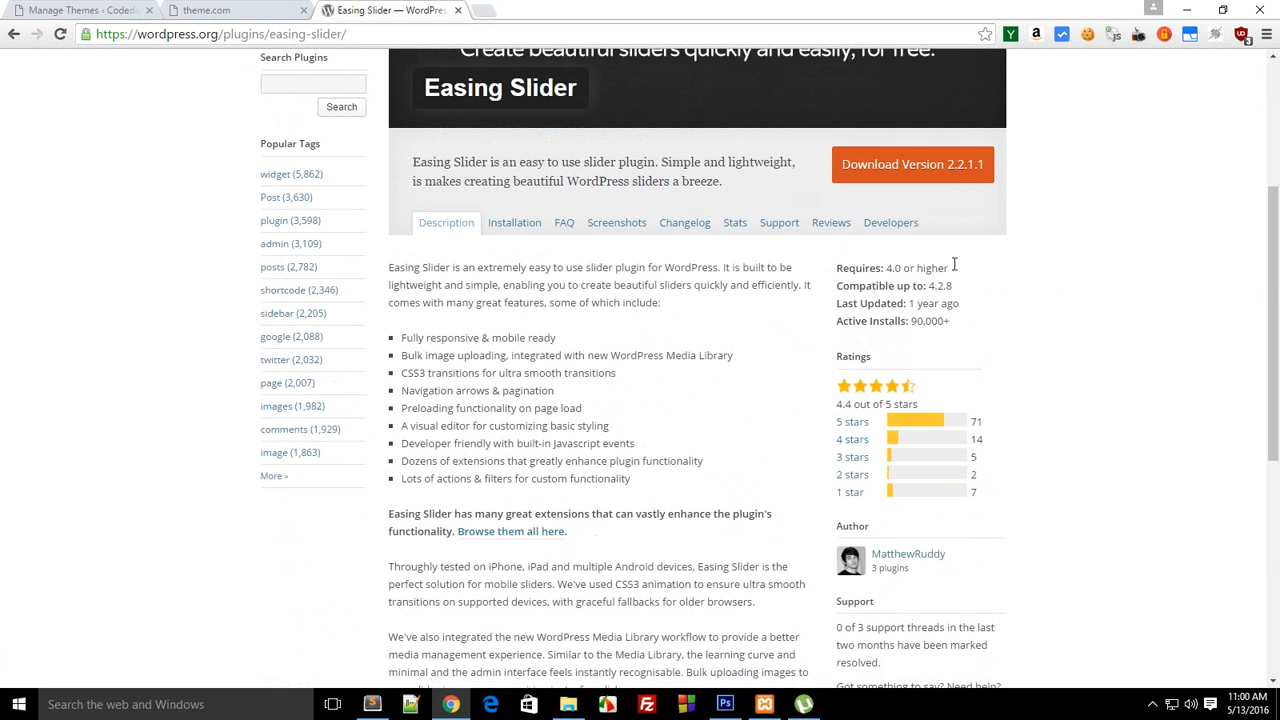 Manage Themes ‹ Coded
theme.com
Easing Slider — WordPres
https://wordpress.org/plugins/easing-slider/
Search Plugins
Search
Popular Tags
widget (5,862)
Post (3,630)
plugin (3,598)
admin (3,109)
posts (2,782)
shortcode (2,346)
sidebar (2,205)
google (2,088)
twitter (2,032)
page (2,007)
images (1,982)
comments (1,929)
image (1,863)
More »
Create beautiful sliders quickly and easily, for free.
Easing Slider
Easing Slider is an easy to use slider plugin. Simple and lightweight,
is makes creating beautiful WordPress sliders a breeze.
Download Version 2.2.1.1
Description Installation FAQ Screenshots Changelog Stats Support Reviews Developers
Easing Slider is an extremely easy to use slider plugin for WordPress. It is built to be
lightweight and simple, enabling you to create beautiful sliders quickly and efficiently. It
comes with many great features, some of which include:
Fully responsive & mobile ready
Bulk image uploading, integrated with new WordPress Media Library
CSS3 transitions for ultra smooth transitions
Navigation arrows & pagination
Preloading functionality on page load
A visual editor for customizing basic styling
Developer friendly with built-in Javascript events
Dozens of extensions that greatly enhance plugin functionality
Lots of actions & filters for custom functionality
Easing Slider has many great extensions that can vastly enhance the plugin's
functionality. Browse them all here.
Throughly tested on iPhone, iPad and multiple Android devices, Easing Slider is the
perfect solution for mobile sliders. We've used CSS3 animation to ensure ultra smooth
transitions on supported devices, with graceful fallbacks for older browsers.
We've also integrated the new WordPress Media Library workflow to provide a better
media management experience. Similar to the Media Library, the learning curve and
minimal and the admin interface feels instantly recognisable. Bulk uploading images to
Requires: 4.0 or higher
Compatible up to: 4.2.8
Last Updated: 1 year ago
Active Installs: 90,000+
Ratings
4.4 out of 5 stars
5 stars 71
4 stars 14
3 stars 5
2 stars 2
1 star 7
Author
MatthewRuddy
3 plugins
Support
0 of 3 support threads in the last
two months have been marked
resolved.
Got something to say? Need help?
Search the web and Windows
11:00 AM
5/13/2016